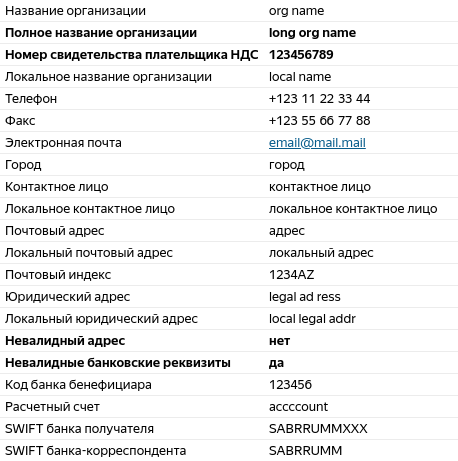 Название организации org name
Полное название организации long org name
Номер свидетельства плательщика НДС 123456789
Локальное название организации local name
Телефон +123 11 22 33 44
Факс +123 55 66 77 88
Электронная почта email@mail.mail
Город город
Контактное лицо контактное лицо
Локальное контактное лицо локальное контактное лицо
Почтовый адрес адрес
Локальный почтовый адрес локальный адрес
Почтовый индекс 1234AZ
Юридический адрес legal ad ress
Локальный юридический адрес local legal addr
Невалидный адрес нет
Невалидные банковские реквизиты да
Код банка бенефициара 123456
Расчетный счет accccount
SWIFT банка получателя SABRRUMMXXX
SWIFT банка-корреспондента SABRRUMM